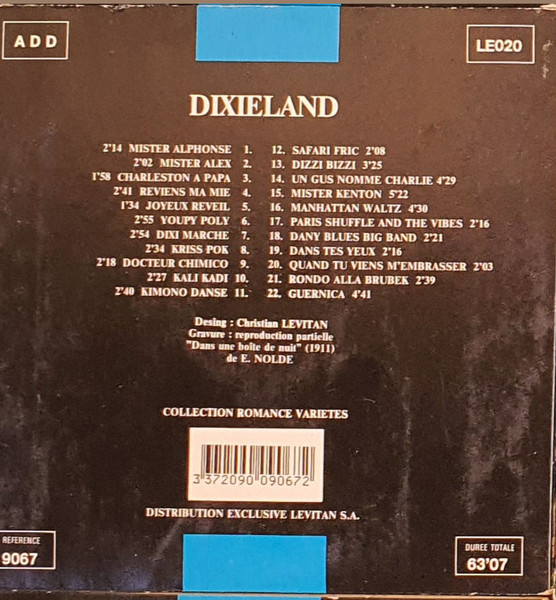 ADD
LE020
DIXIELAND
2'14 MISTER ALPHONSE 1.
2'02 MISTER ALEX 2.
1'58 CHARLESTON A PAPA 3.
2'41 REVIENS MA MIE 4.
1'34 JOYEUX REVEIL 5.
2'55 YOUPY POLY 6.
2'54 DIXI MARCHE 7.
2'34 KRISS POK 8.
2'18 DOCTEUR CHIMICO 9.
2'27 KALI KADI 10.
2'40 KIMONO DANSE 11.
12. SAFARI FRIC 2'08
13. DIZZI BIZZI 3'25
14. UN GUS NOMME CHARLIE 4'29
15. MISTER KENTON 5'22
16. MANHATTAN WALTZ 4'30
17. PARIS SHUFFLE AND THE VIBES 2'16
18. DANY BLUES BIG BAND 2'21
19. DANS TES YEUX 2'16
20. QUAND TU VIENS M'EMBRASSER 2'03
21. RONDO ALLA BRUBEK 2'39
22. GUERNICA 4'41
Desing : Christian LEVITAN
Gravure : reproduction partielle
"Dans une boîte de nuit" (1911)
de E. NOLDE
COLLECTION ROMANCE VARIETES
3 372090 090672
DISTRIBUTION EXCLUSIVE LEVITAN S.A.
REFERENCE
9067
DUREE TOTALE
63'07